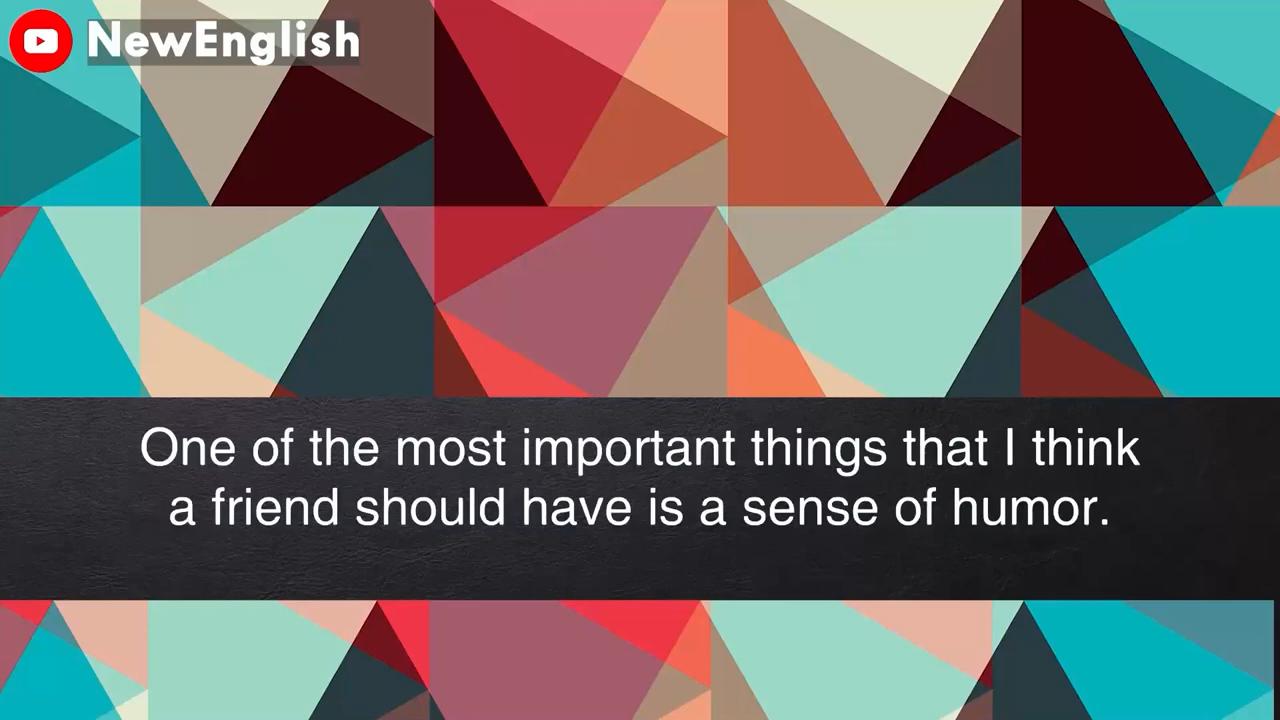 NewEnglish
One of the most important things that I think
a friend should have is a sense of humor.